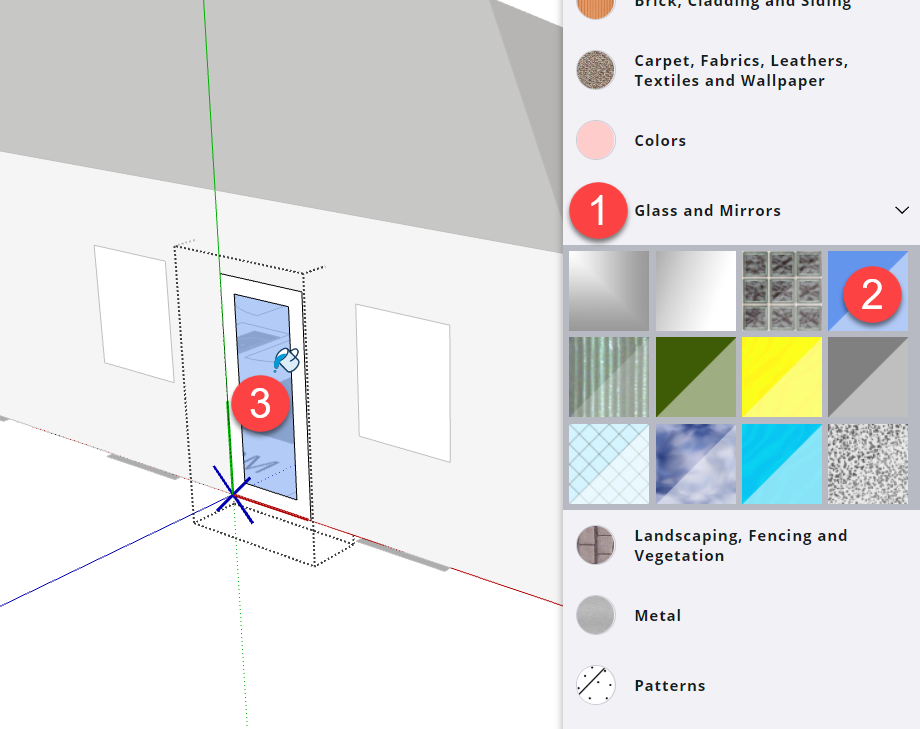 Brick, Cladding and Siding
Carpet, Fabrics, Leathers,
Textiles and Wallpaper
Colors
1
Glass and Mirrors
2
3
Landscaping, Fencing and
Vegetation
Metal
Patterns